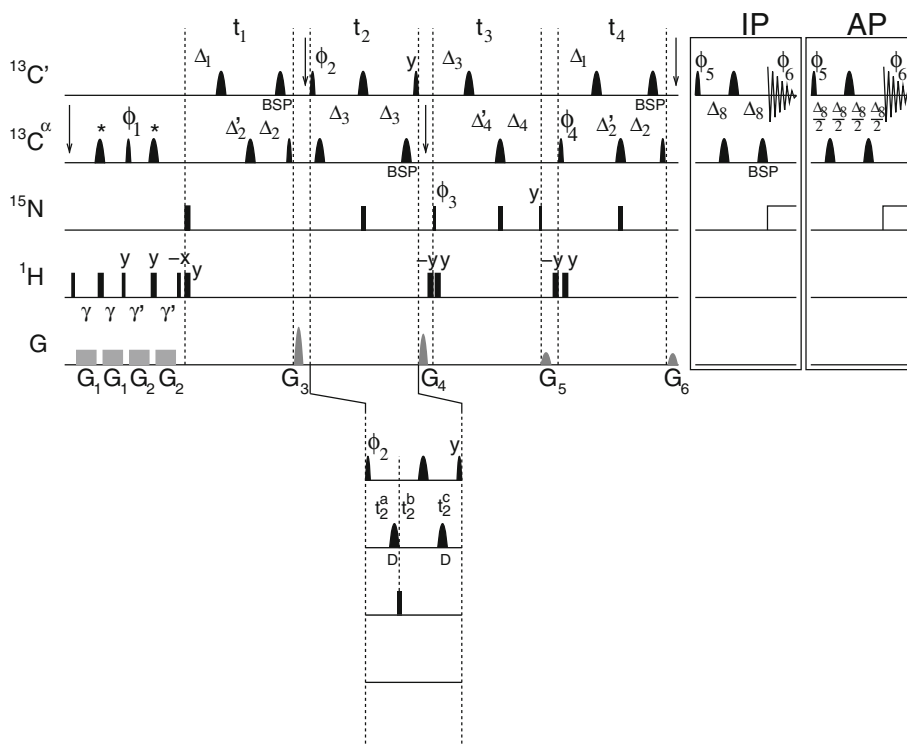 t₁ t₂ t₃ t₄ IP AP
¹³C' Δ₁ ϕ₂ y Δ₃ Δ₁ ϕ₅ ϕ₆ ϕ₅ ϕ₆
BSP BSP Δ₈ Δ₈ Δ₈/2 Δ₈/2 Δ₈/2 Δ₈/2
¹³Cᵅ * ϕ₁ * Δ'₂ Δ₂ Δ₃ Δ₃ Δ'₄ Δ₄ ϕ₄ Δ'₂ Δ₂
BSP BSP
¹⁵N ϕ₃ y
¹H y y -x y -y y -y y
γ γ γ' γ'
G
G₁ G₁ G₂ G₂ G₃ G₄ G₅ G₆
ϕ₂ y
t₂ᵃ t₂ᵇ t₂ᶜ
D D